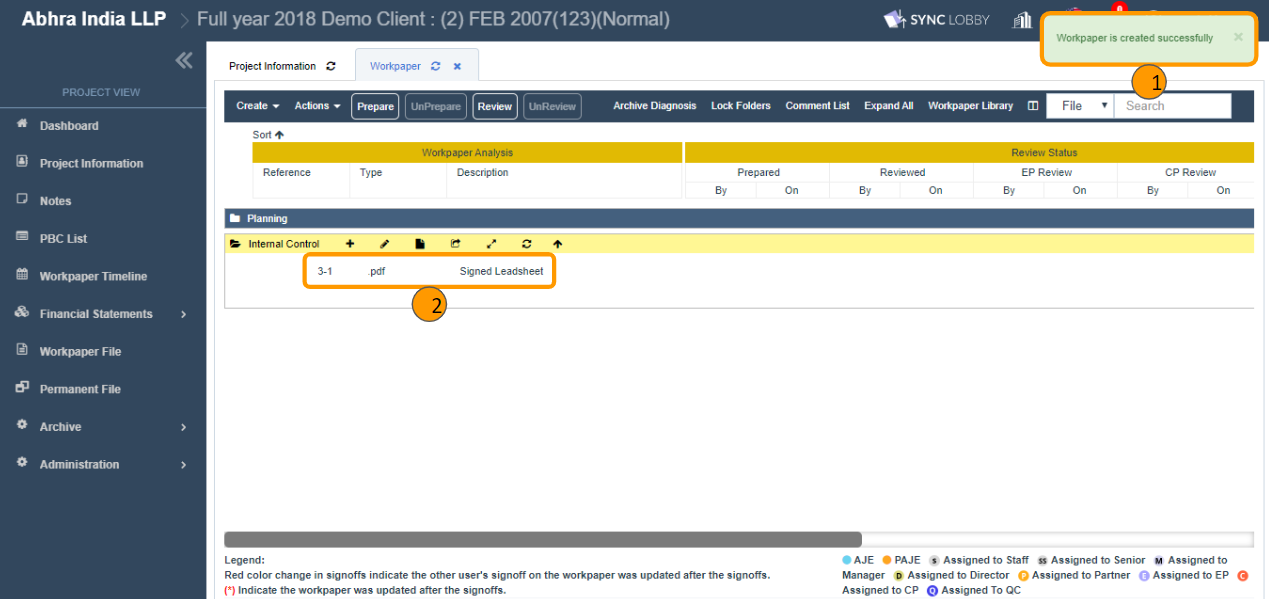 Abhra India LLP > Full year 2018 Demo Client : (2) FEB 2007(123)(Normal)
SYNC LOBBY
Workpaper is created successfully ×
1
PROJECT VIEW
Dashboard
Project Information
Notes
PBC List
Workpaper Timeline
Financial Statements
Workpaper File
Permanent File
Archive
Administration
Project Information
Workpaper
Create Actions Prepare UnPrepare Review UnReview Archive Diagnosis Lock Folders Comment List Expand All Workpaper Library File Search
Sort
Workpaper Analysis Review Status
Reference Type Description Prepared Reviewed EP Review CP Review
By On By On By On By On
Planning
Internal Control
3-1 .pdf Signed Leadsheet
2
Legend:
Red color change in signoffs indicate the other user's signoff on the workpaper was updated after the signoffs.
(*) Indicate the workpaper was updated after the signoffs.
AJE PAJE S Assigned to Staff SS Assigned to Senior M Assigned to
Manager D Assigned to Director P Assigned to Partner E Assigned to EP C
Assigned to CP Q Assigned To QC